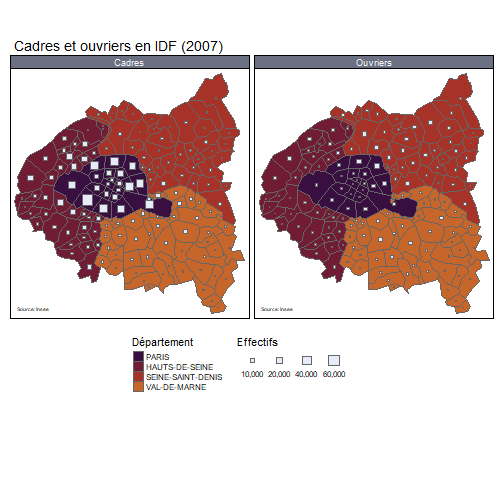 Cadres et ouvriers en IDF (2007)
Cadres
Ouvriers
Source: Insee
Source: Insee
Département
PARIS
HAUTS-DE-SEINE
SEINE-SAINT-DENIS
VAL-DE-MARNE
Effectifs
10,000 20,000 40,000 60,000